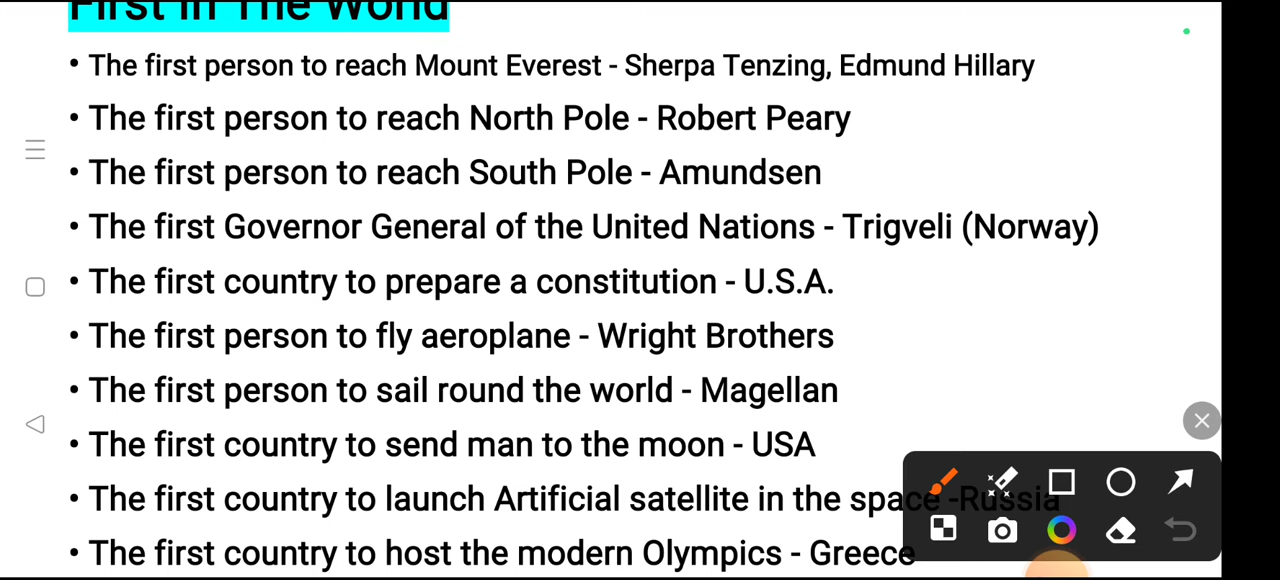 First In The World
• The first person to reach Mount Everest - Sherpa Tenzing, Edmund Hillary
• The first person to reach North Pole - Robert Peary
• The first person to reach South Pole - Amundsen
• The first Governor General of the United Nations - Trigveli (Norway)
• The first country to prepare a constitution - U.S.A.
• The first person to fly aeroplane - Wright Brothers
• The first person to sail round the world - Magellan
• The first country to send man to the moon - USA
• The first country to launch Artificial satellite in the space -Russia
• The first country to host the modern Olympics - Greece